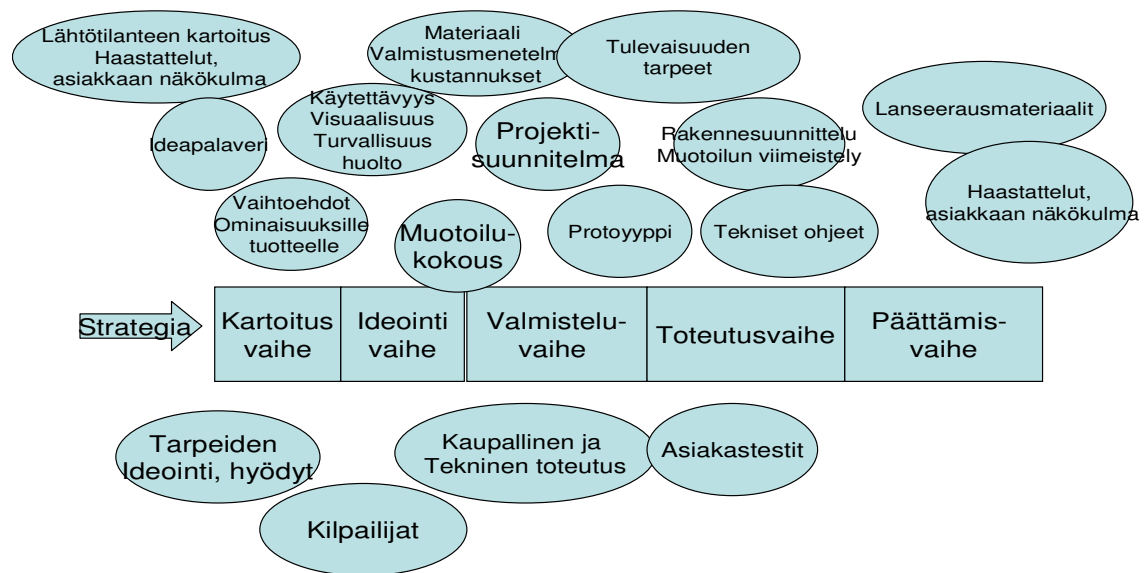 Lähtötilanteen kartoitus
Haastattelut,
asiakkaan näkökulma
Materiaali
Valmistusmenetelm
kustannukset
Tulevaisuuden
tarpeet
Lanseerausmateriaalit
Ideapalaveri
Käytettävyys
Visuaalisuus
Turvallisuus
huolto
Projekti-
suunnitelma
Rakennesuunnittelu
Muotoilun viimeistely
Haastattelut,
asiakkaan näkökulma
Vaihtoehdot
Ominaisuuksille
tuotteelle
Muotoilu-
kokous
Protoyyppi
Tekniset ohjeet
Strategia
Kartoitus
vaihe
Ideointi
vaihe
Valmistelu-
vaihe
Toteutusvaihe
Päättämis-
vaihe
Tarpeiden
Ideointi, hyödyt
Kaupallinen ja
Tekninen toteutus
Asiakastestit
Kilpailijat